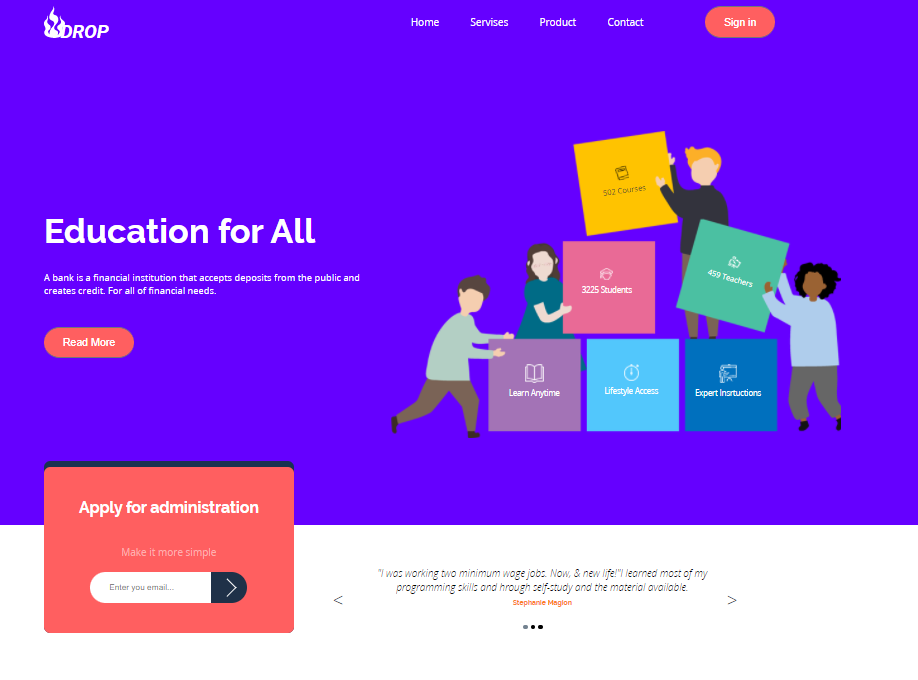 DROP
Home
Servises
Product
Contact
Sign in
502 Courses
Education for All
459 Teachers
A bank is a financial institution that accepts deposits from the public and
creates credit. For all of financial needs.
3225 Students
Read More
Learn Anytime
Lifestyle Access
Expert Insrtuctions
Apply for administration
Make it more simple
Enter you email...
"I was working two minimum wage jobs. Now, & new life!"I learned most of my
programming skills and hrough self-study and the material available.
Stephanie Magion
<
>